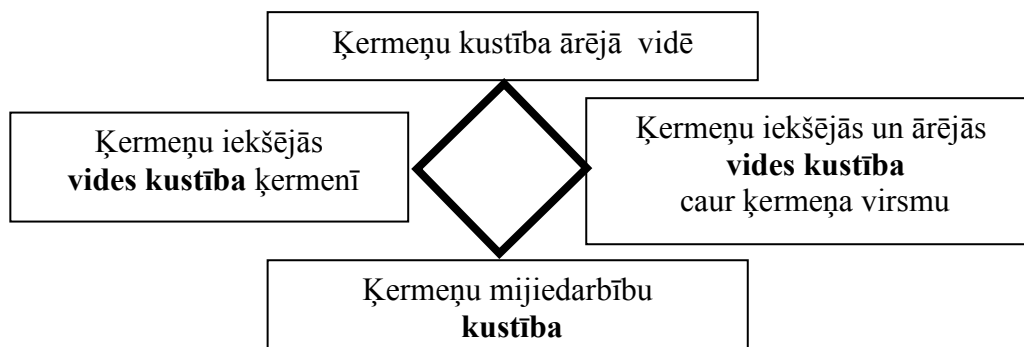 Ķermeņu kustība ārējā vidē
Ķermeņu iekšējās
vides kustība ķermenī
Ķermeņu iekšējās un ārējās
vides kustība
caur ķermeņa virsmu
Ķermeņu mijiedarbību
kustība